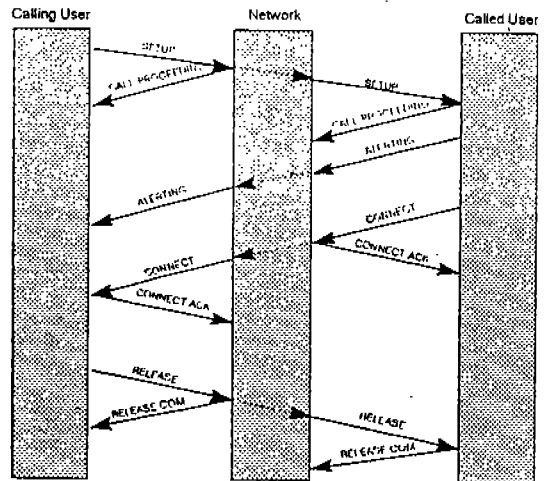 Calling User
Network
Called User
SETUP
CALL PROCEEDING
SETUP
CALL PROCEEDING
ALERTING
ALERTING
CONNECT
CONNECT ACK
CONNECT
CONNECT ACK
RELEASE
RELEASE COM
RELEASE
RELEASE COM